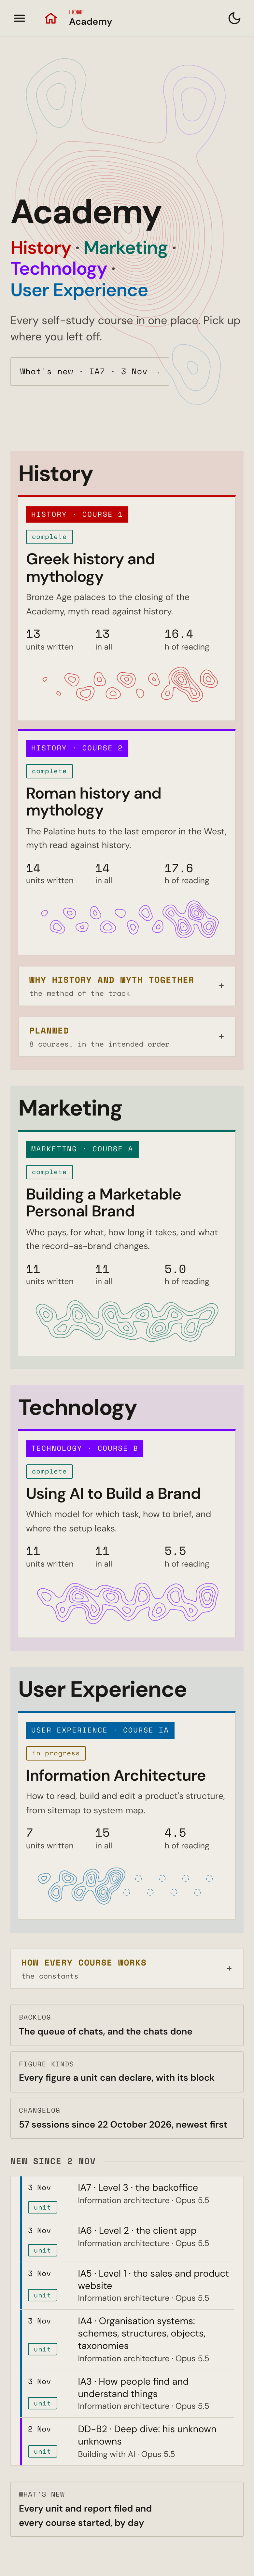 HOME
Academy
Academy
History · Marketing ·
Technology ·
User Experience
Every self-study course in one place. Pick up
where you left off.
What's new · IA7 · 3 Nov →
History
HISTORY · COURSE 1
complete
Greek history and
mythology
Bronze Age palaces to the closing of the
Academy, myth read against history.
13 13 16.4
units written in all h of reading
HISTORY · COURSE 2
complete
Roman history and
mythology
The Palatine huts to the last emperor in the West,
myth read against history.
14 14 17.6
units written in all h of reading
WHY HISTORY AND MYTH TOGETHER +
the method of the track
PLANNED +
8 courses, in the intended order
Marketing
MARKETING · COURSE A
complete
Building a Marketable
Personal Brand
Who pays, for what, how long it takes, and what
the record-as-brand changes.
11 11 5.0
units written in all h of reading
Technology
TECHNOLOGY · COURSE B
complete
Using AI to Build a Brand
Which model for which task, how to brief, and
where the setup leaks.
11 11 5.5
units written in all h of reading
User Experience
USER EXPERIENCE · COURSE IA
in progress
Information Architecture
How to read, build and edit a product's structure,
from sitemap to system map.
7 15 4.5
units written in all h of reading
HOW EVERY COURSE WORKS +
the constants
BACKLOG
The queue of chats, and the chats done
FIGURE KINDS
Every figure a unit can declare, with its block
CHANGELOG
57 sessions since 22 October 2026, newest first
NEW SINCE 2 NOV
3 Nov IA7 · Level 3 · the backoffice
unit Information architecture · Opus 5.5
3 Nov IA6 · Level 2 · the client app
unit Information architecture · Opus 5.5
3 Nov IA5 · Level 1 · the sales and product
website
unit Information architecture · Opus 5.5
3 Nov IA4 · Organisation systems:
schemes, structures, objects,
taxonomies
unit Information architecture · Opus 5.5
3 Nov IA3 · How people find and
understand things
unit Information architecture · Opus 5.5
2 Nov DD-B2 · Deep dive: his unknown
unknowns
unit Building with AI · Opus 5.5
WHAT'S NEW
Every unit and report filed and
every course started, by day